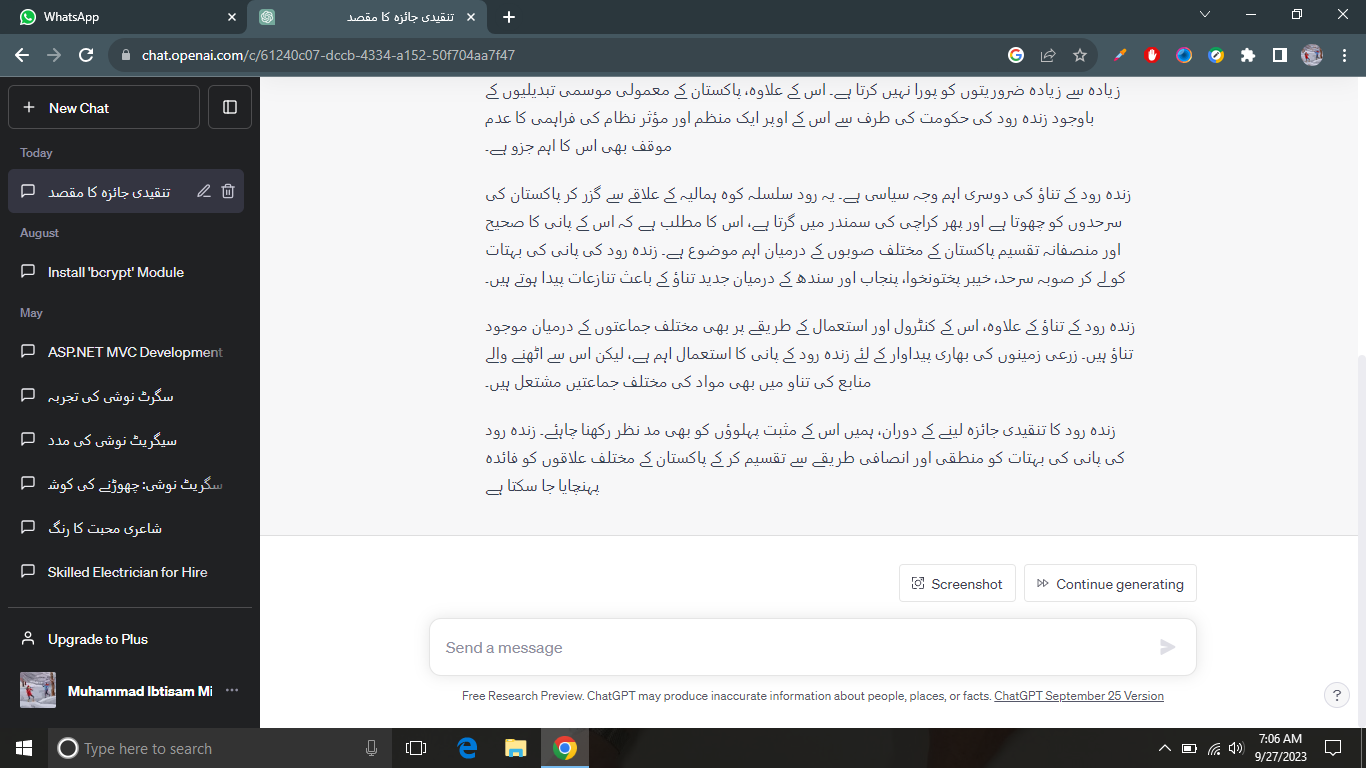 WhatsApp
تنقیدی جائزہ کا مقصد
chat.openai.com/c/61240c07-dccb-4334-a152-50f704aa7f47
New Chat
Today
تنقیدی جائزہ کا مقصد
August
Install 'bcrypt' Module
May
ASP.NET MVC Development
سگرٹ نوشی کی تجربہ
سیگریٹ نوشی کی مدد
سگریٹ نوشی: چھوڑنے کی کوش
شاعری محبت کا رنگ
Skilled Electrician for Hire
Upgrade to Plus
Muhammad Ibtisam Mi
زیادہ سے زیادہ ضروریتوں کو پورا نہیں کرتا ہے۔ اس کے علاوہ، پاکستان کے معمولی موسمی تبدیلیوں کے
باوجود زندہ رود کی حکومت کی طرف سے اس کے اوپر ایک منظم اور مؤثر نظام کی فراہمی کا عدم
موقف بھی اس کا اہم جزو ہے۔
زندہ رود کے تناؤ کی دوسری اہم وجہ سیاسی ہے۔ یہ رود سلسلہ کوہ ہمالیہ کے علاقے سے گزر کر پاکستان کی
سرحدوں کو چھوتا ہے اور پھر کراچی کی سمندر میں گرتا ہے، اس کا مطلب ہے کہ اس کے پانی کا صحیح
اور منصفانہ تقسیم پاکستان کے مختلف صوبوں کے درمیان اہم موضوع ہے۔ زندہ رود کی پانی کی بہتات
کو لے کر صوبہ سرحد، خیبر پختونخوا، پنجاب اور سندھ کے درمیان جدید تناؤ کے باعث تنازعات پیدا ہوتے ہیں۔
زندہ رود کے تناؤ کے علاوہ، اس کے کنٹرول اور استعمال کے طریقے پر بھی مختلف جماعتوں کے درمیان موجود
تناؤ ہیں۔ زرعی زمینوں کی بھاری پیداوار کے لئے زندہ رود کے پانی کا استعمال اہم ہے، لیکن اس سے اٹھنے والے
منابع کی تناو میں بھی مواد کی مختلف جماعتیں مشتعل ہیں۔
زندہ رود کا تنقیدی جائزہ لینے کے دوران، ہمیں اس کے مثبت پہلوؤں کو بھی مد نظر رکھنا چاہئے۔ زندہ رود
کی پانی کی بہتات کو منطقی اور انصافی طریقے سے تقسیم کر کے پاکستان کے مختلف علاقوں کو فائدہ
پہنچایا جا سکتا ہے
Screenshot
Continue generating
Send a message
Free Research Preview. ChatGPT may produce inaccurate information about people, places, or facts. ChatGPT September 25 Version
?
Type here to search
7:06 AM
9/27/2023